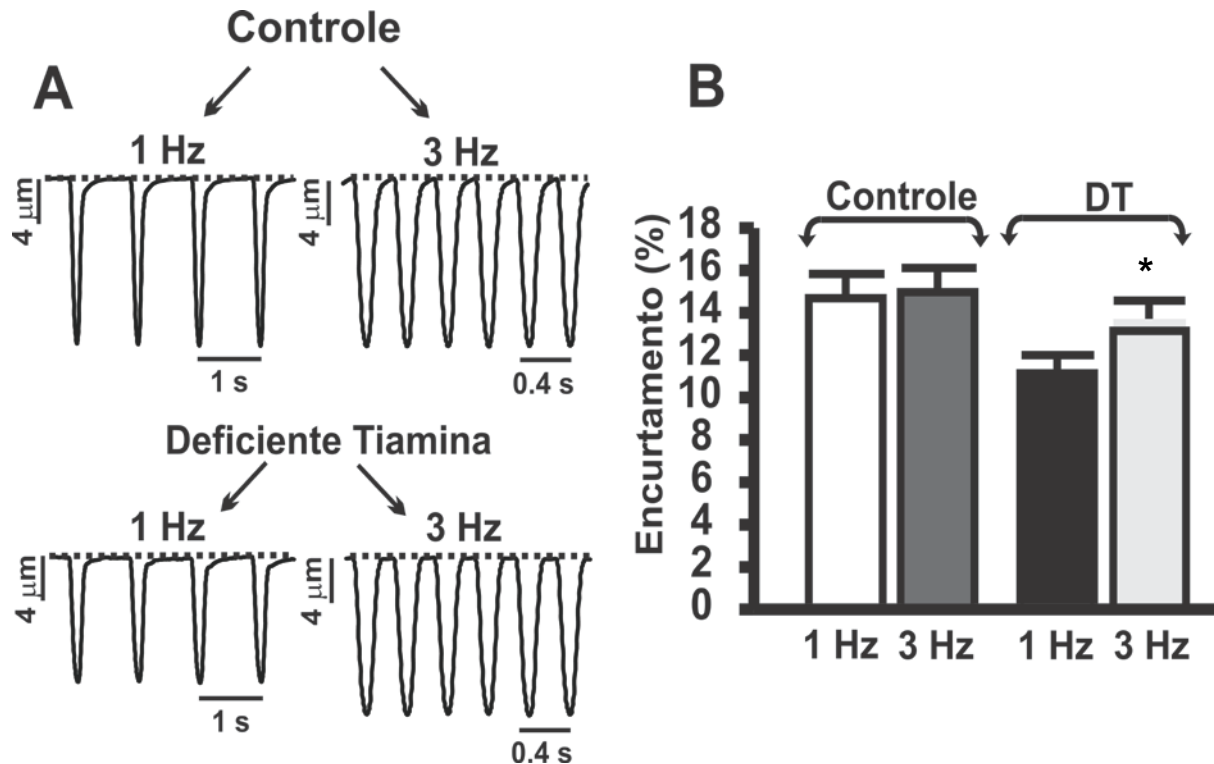 Controle
A
1 Hz
3 Hz
4 μm
4 μm
1 s
0.4 s
Deficiente Tiamina
1 Hz
3 Hz
4 μm
4 μm
1 s
0.4 s
B
Controle
DT
*
Encurtamento (%)
18
16
14
12
10
8
6
4
2
0
1 Hz
3 Hz
1 Hz
3 Hz